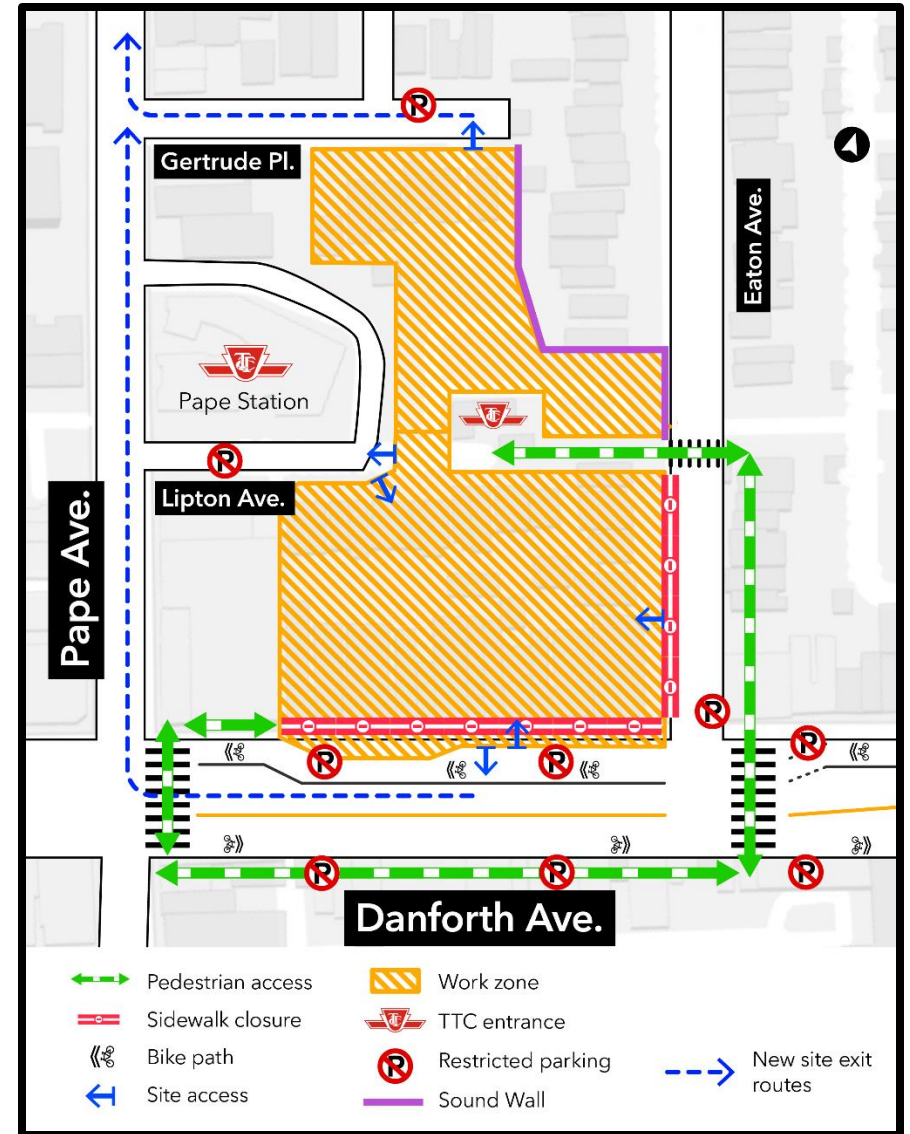 Gertrude Pl.
Eaton Ave.
Pape Station
Lipton Ave.
Pape Ave.
Danforth Ave.
Pedestrian access
Work zone
Sidewalk closure
TTC entrance
Bike path
Restricted parking
New site exit
routes
Site access
Sound Wall